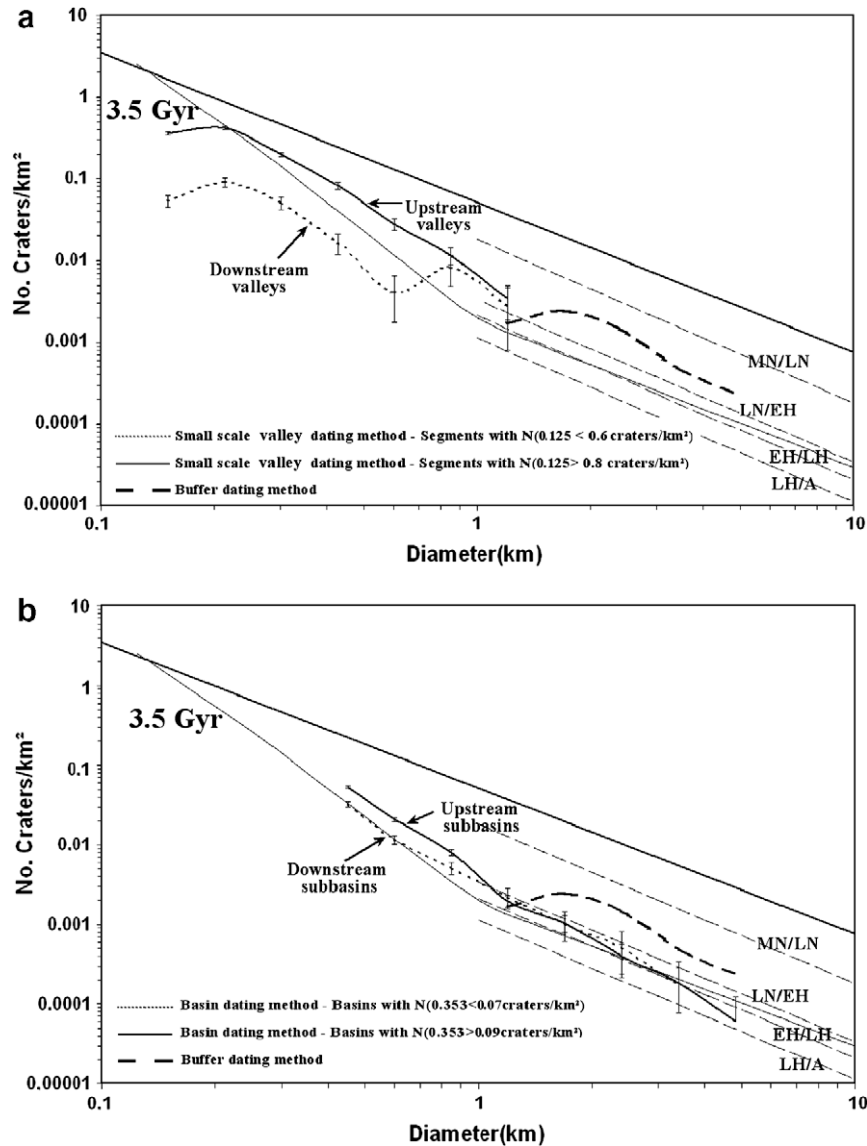 a
10
1
0.1
0.01
0.001
0.0001
0.00001
No. Craters/km²
3.5 Gyr
Upstream
valleys
Downstream
valleys
MN/LN
LN/EH
EH/LH
LH/A
Small scale valley dating method - Segments with N(0.125 < 0.6 craters/km²)
Small scale valley dating method - Segments with N(0.125> 0.8 craters/km²)
Buffer dating method
0.1
1
10
Diameter(km)
b
10
1
0.1
0.01
0.001
0.0001
0.00001
No. Craters/km²
3.5 Gyr
Upstream
subbasins
Downstream
subbasins
MN/LN
LN/EH
EH/LH
LH/A
Basin dating method - Basins with N(0.353<0.07craters/km²)
Basin dating method - Basins with N(0.353>0.09craters/km²)
Buffer dating method
0.1
1
10
Diameter(km)